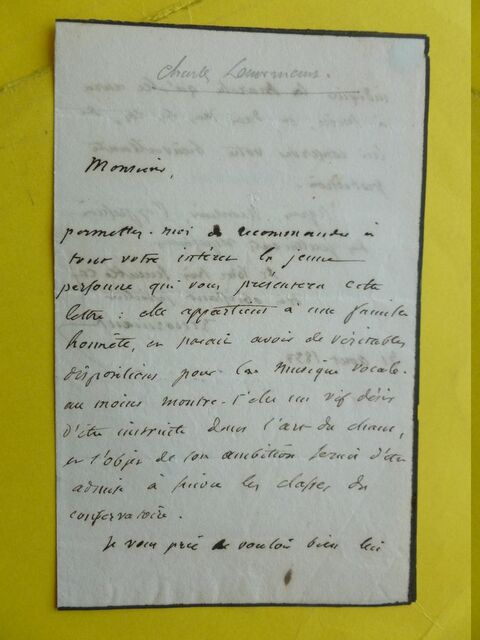 Charles
Monsieur,
permettez-moi de recommander à
tout votre intérêt la jeune
personne qui vous présentera cette
lettre : elle appartient à une famille
honnête, et parait avoir de véritables
dispositions pour la musique vocale.
au moins montre-t'elle un vif désir
d'être instruite dans l'art du chant,
et l'objet de son ambition serait d'être
admise à suivre les classes du
conservatoire.
Je vous prie de vouloir bien lui